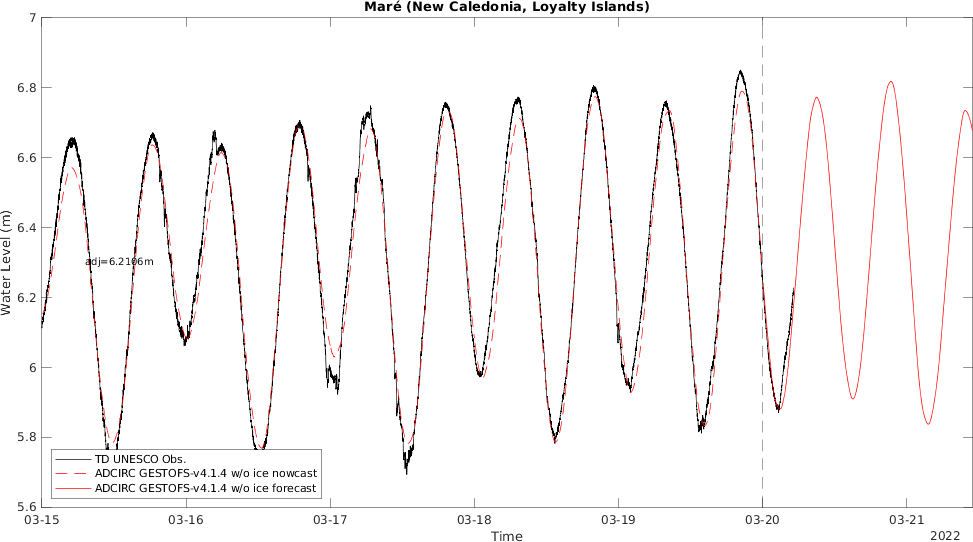 Maré (New Caledonia, Loyalty Islands)
7
6.8
6.6
6.4
6.2
6
5.8
5.6
Water Level (m)
adj=6.2106m
TD UNESCO Obs.
ADCIRC GESTOFS-v4.1.4 w/o ice nowcast
ADCIRC GESTOFS-v4.1.4 w/o ice forecast
03-15 03-16 03-17 03-18 03-19 03-20 03-21
Time
2022